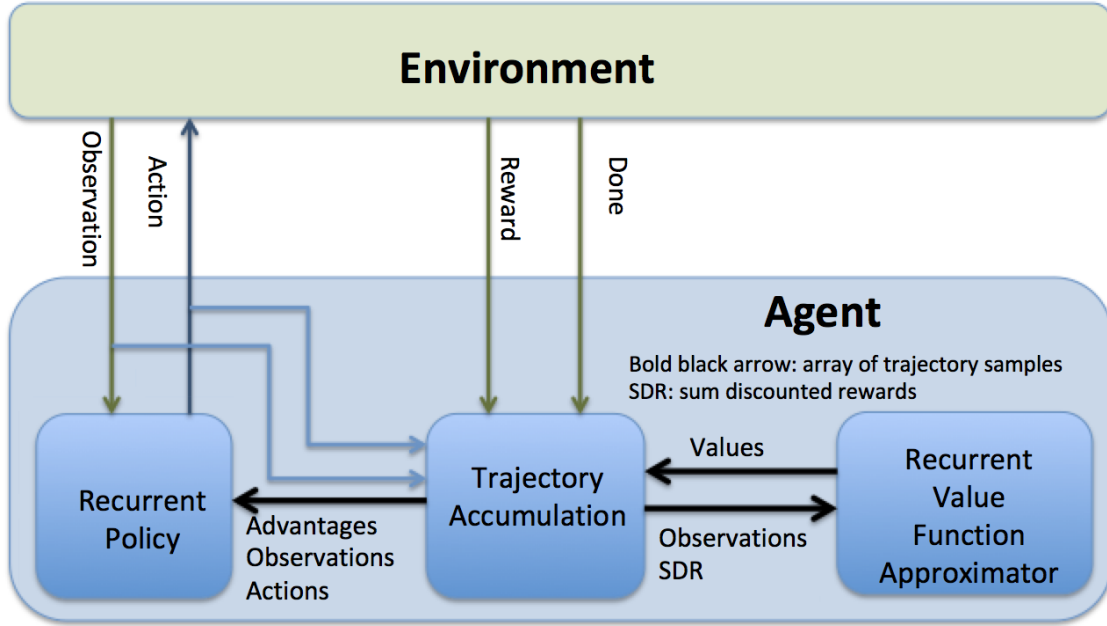 Environment
Observation
Action
Reward
Done
Agent
Bold black arrow: array of trajectory samples
SDR: sum discounted rewards
Recurrent
Policy
Advantages
Observations
Actions
Trajectory
Accumulation
Values
Observations
SDR
Recurrent
Value
Function
Approximator